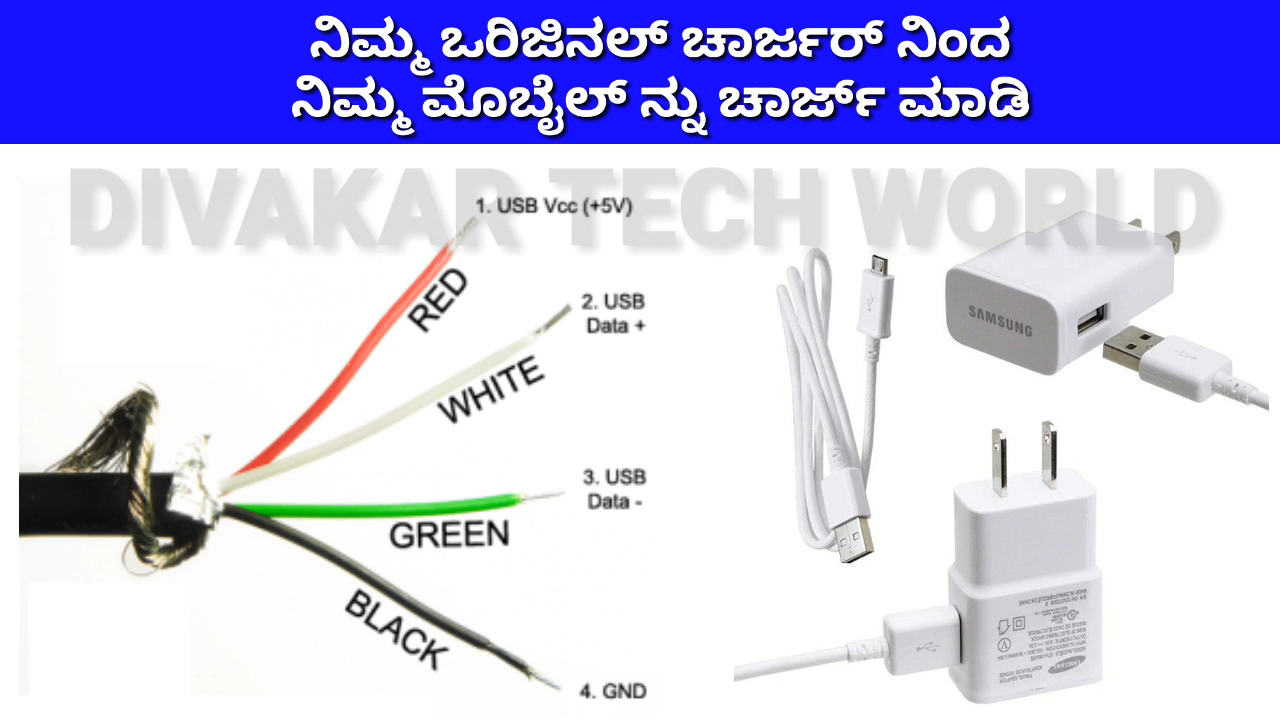 ನಿಮ್ಮ ಒರಿಜಿನಲ್ ಚಾರ್ಜರ್ ನಿಂದ
ನಿಮ್ಮ ಮೊಬೈಲ್ ನ್ನು ಚಾರ್ಜ್ ಮಾಡಿ
DIVAKAR TECH WORLD
1. USB Vcc (+5V)
RED
2. USB
Data +
WHITE
3. USB
Data -
GREEN
BLACK
4. GND
SAMSUNG
SAMSUNG